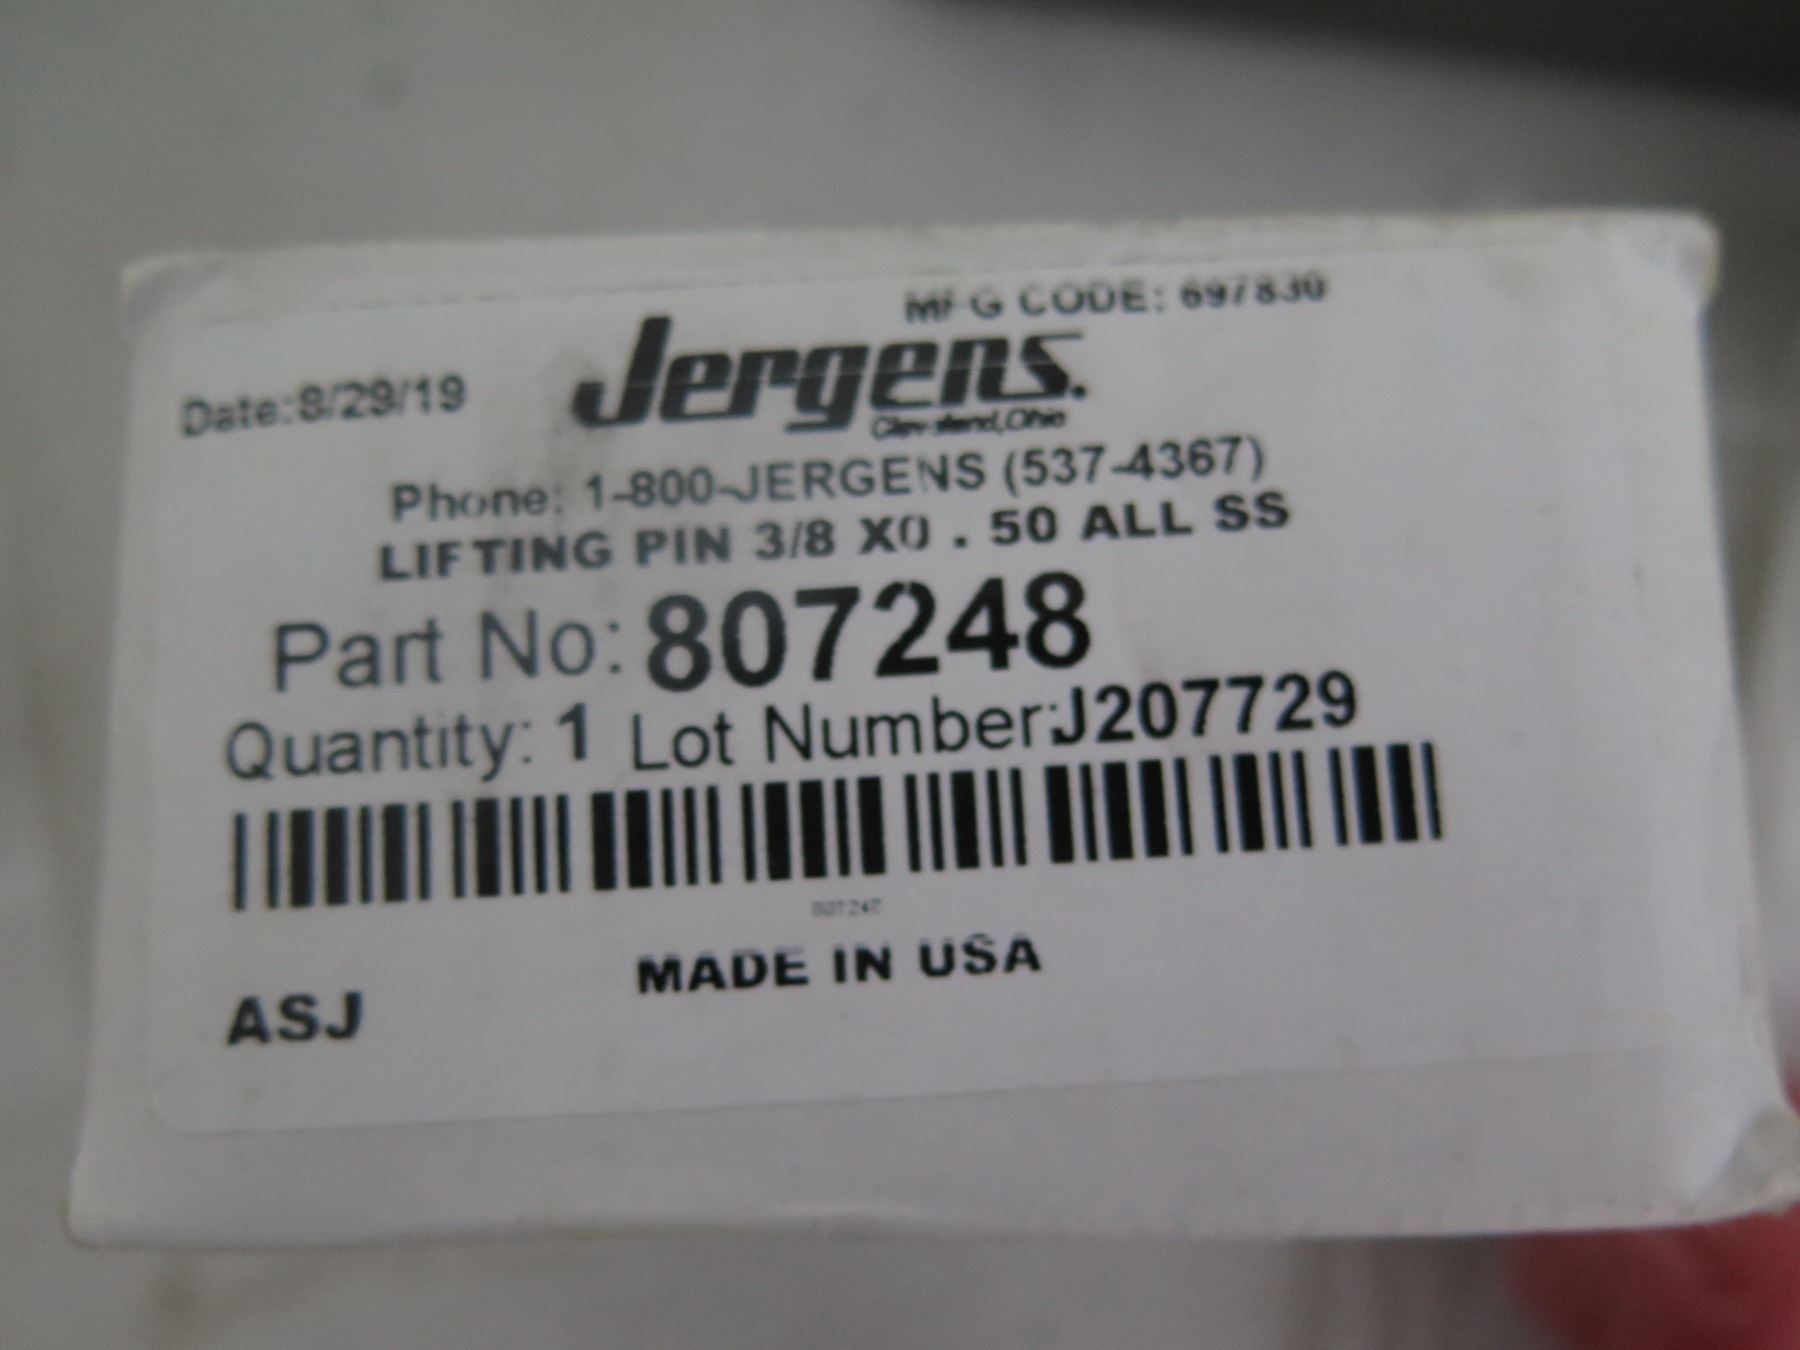 MFG CODE: 697830
Date:8/29/19
Jergens.
Cleveland, Ohio
Phone: 1-800-JERGENS (537-4367)
LIFTING PIN 3/8 X0 . 50 ALL SS
Part No: 807248
Quantity: 1 Lot Number:J207729
MADE IN USA
ASJ